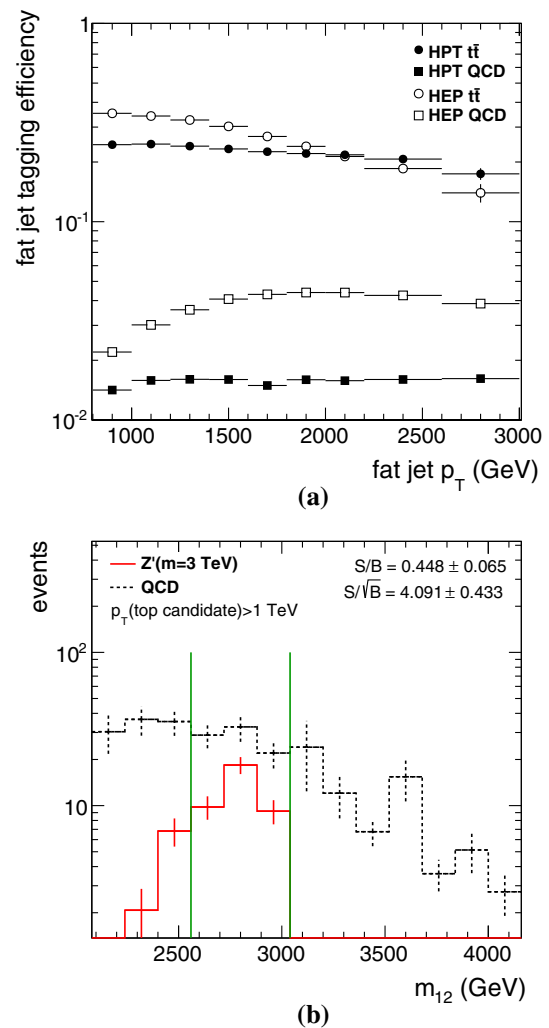 fat jet tagging efficiency
1
10⁻¹
10⁻²
HPT tt̄
HPT QCD
HEP tt̄
HEP QCD
1000 1500 2000 2500 3000
fat jet p_T (GeV)
(a)
events
10²
10
Z'(m=3 TeV)
QCD
p_T(top candidate)>1 TeV
S/B = 0.448 ± 0.065
S/√B = 4.091 ± 0.433
2500 3000 3500 4000
m₁₂ (GeV)
(b)